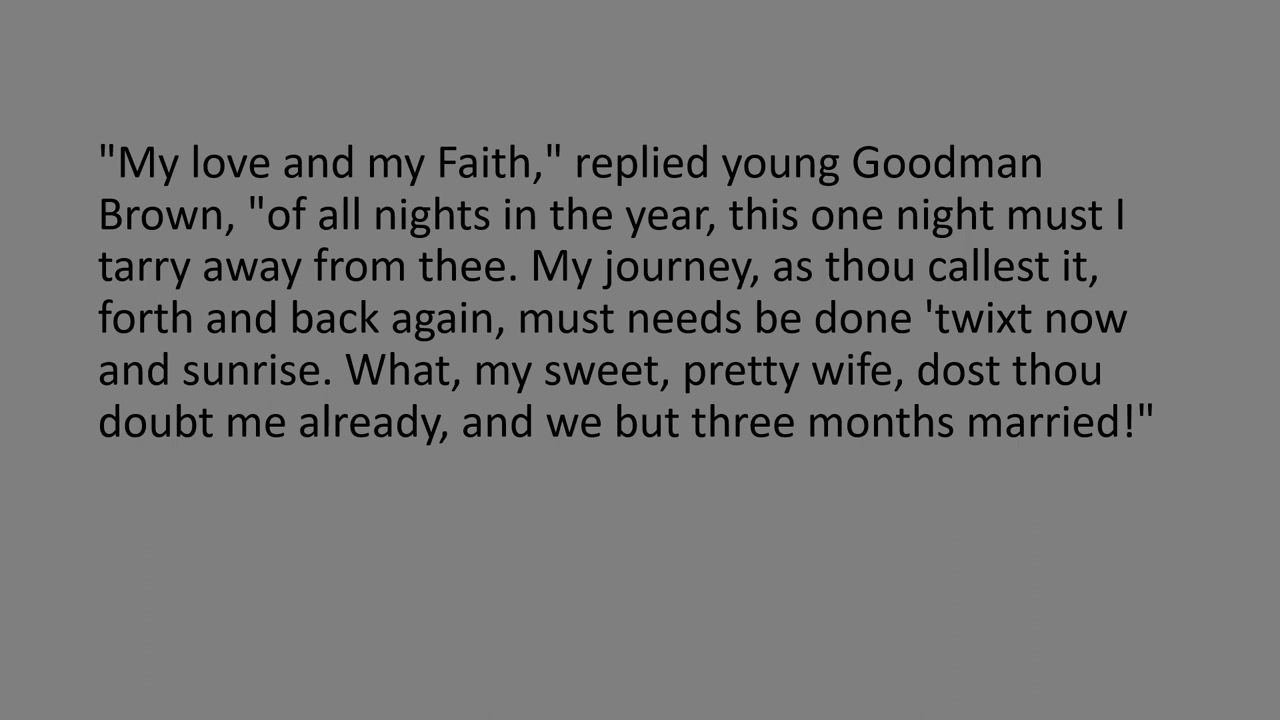 "My love and my Faith," replied young Goodman
Brown, "of all nights in the year, this one night must I
tarry away from thee. My journey, as thou callest it,
forth and back again, must needs be done 'twixt now
and sunrise. What, my sweet, pretty wife, dost thou
doubt me already, and we but three months married!"